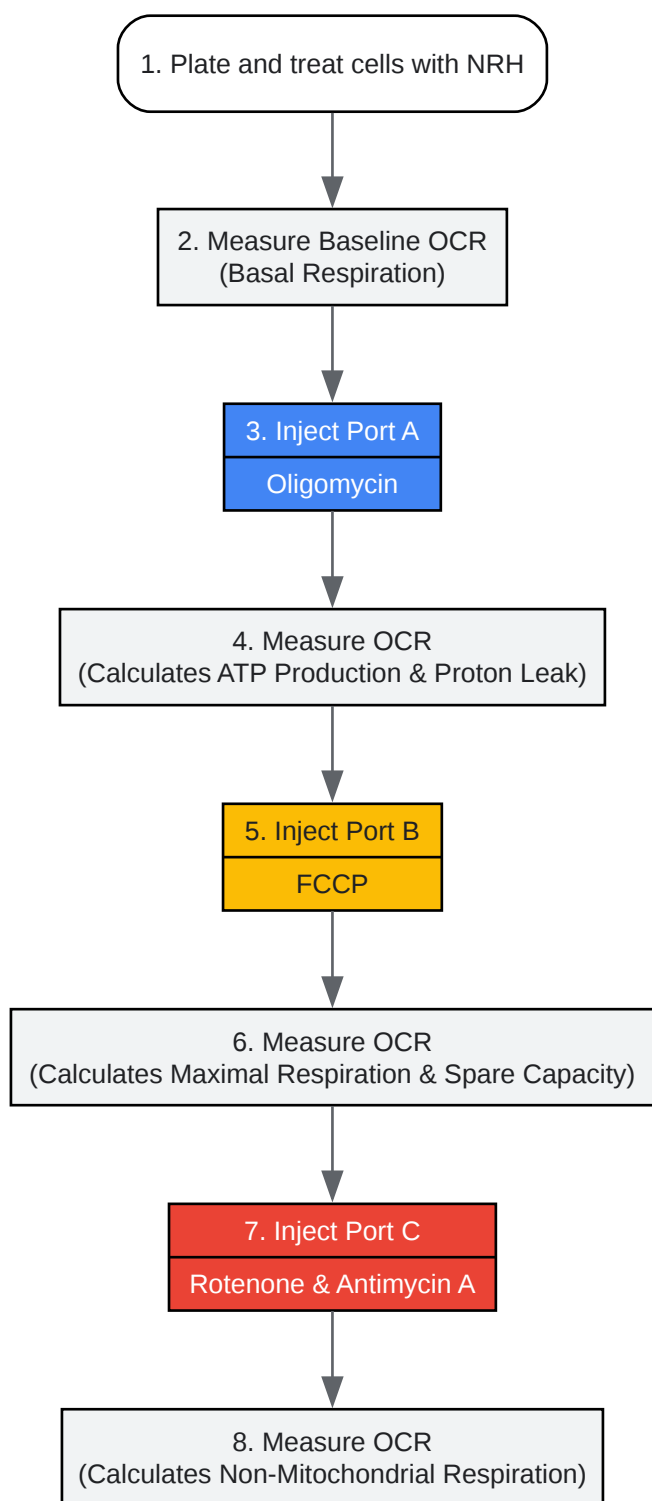 1. Plate and treat cells with NRH
2. Measure Baseline OCR
(Basal Respiration)
3. Inject Port A
Oligomycin
4. Measure OCR
(Calculates ATP Production & Proton Leak)
5. Inject Port B
FCCP
6. Measure OCR
(Calculates Maximal Respiration & Spare Capacity)
7. Inject Port C
Rotenone & Antimycin A
8. Measure OCR
(Calculates Non-Mitochondrial Respiration)